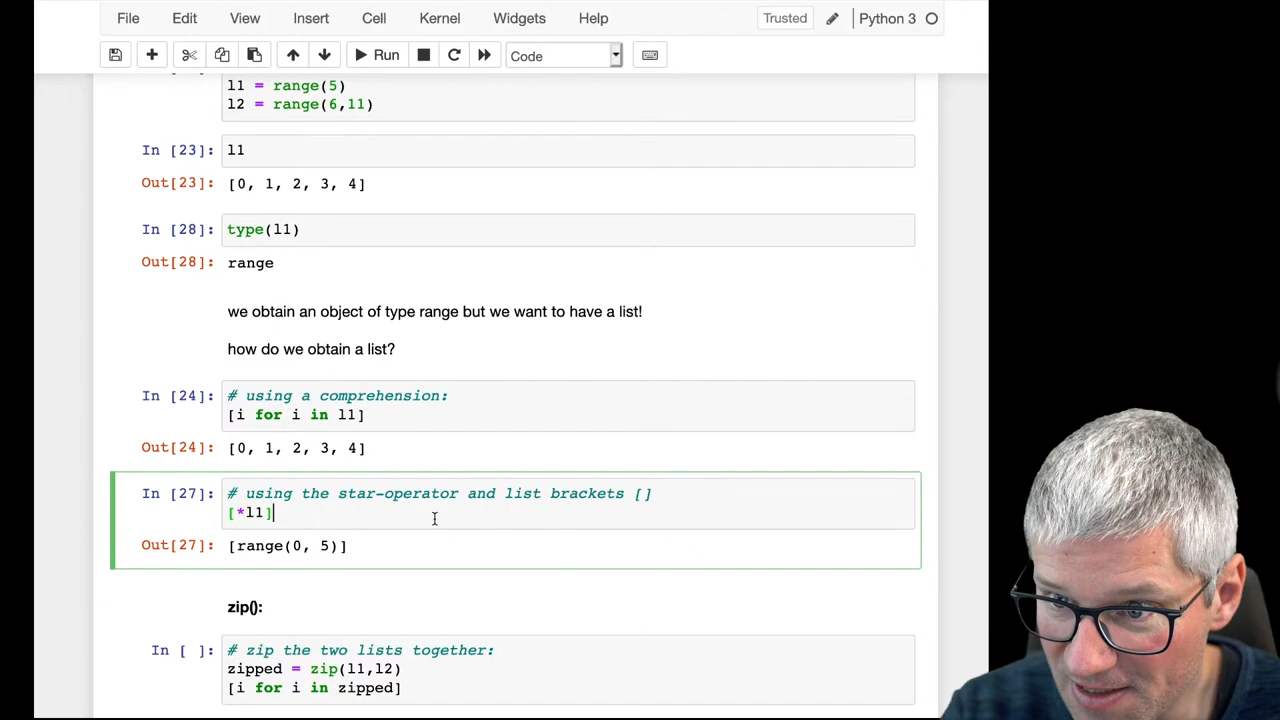 File Edit View Insert Cell Kernel Widgets Help Trusted Python 3
Run Code
l1 = range(5)
l2 = range(6,11)
In [23]: l1
Out[23]: [0, 1, 2, 3, 4]
In [28]: type(l1)
Out[28]: range
we obtain an object of type range but we want to have a list!
how do we obtain a list?
In [24]: # using a comprehension:
[i for i in l1]
Out[24]: [0, 1, 2, 3, 4]
In [27]: # using the star-operator and list brackets []
[*l1]
Out[27]: [range(0, 5)]
zip():
In [ ]: # zip the two lists together:
zipped = zip(l1,l2)
[i for i in zipped]